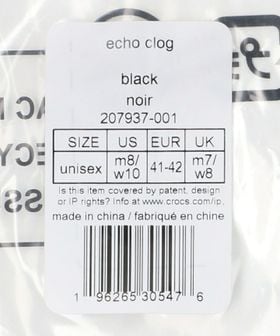 echo clog
black
noir
207937-001
SIZE US EUR UK
unisex m8/ w10 41-42 m7/ w8
Is this item covered by patent, design
or IP rights? Info at www.crocs.com/ip
made in china / fabriqué en chine
1 96265 30547 6